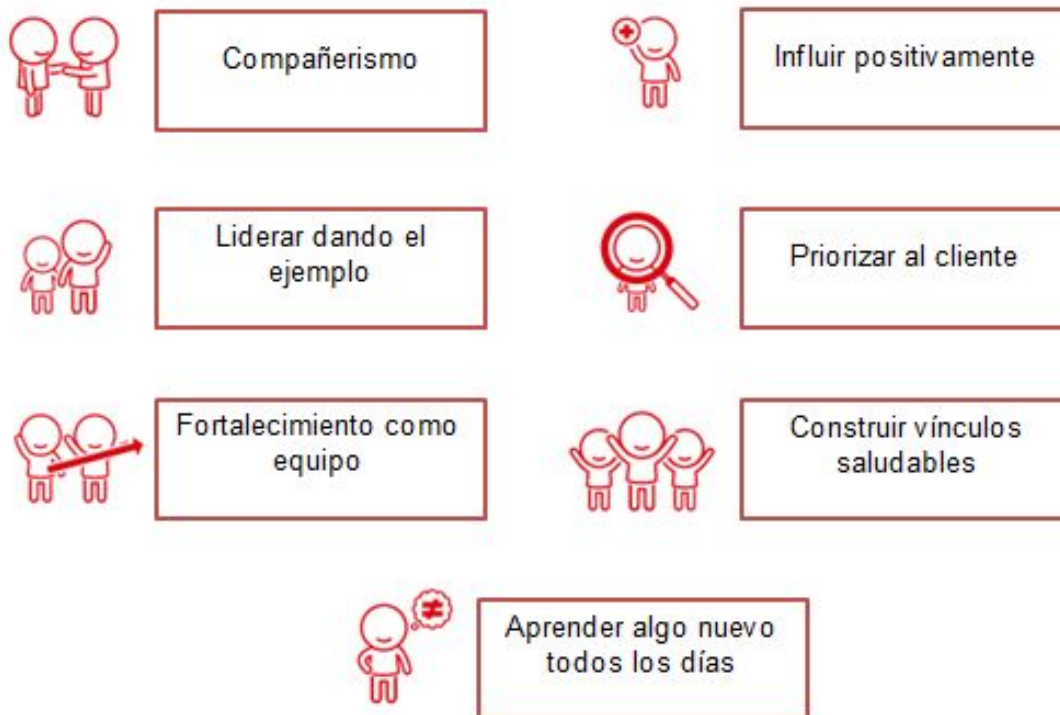 Compañerismo
Influir positivamente
Liderar dando el
ejemplo
Priorizar al cliente
Fortalecimiento como
equipo
Construir vínculos
saludables
Aprender algo nuevo
todos los días